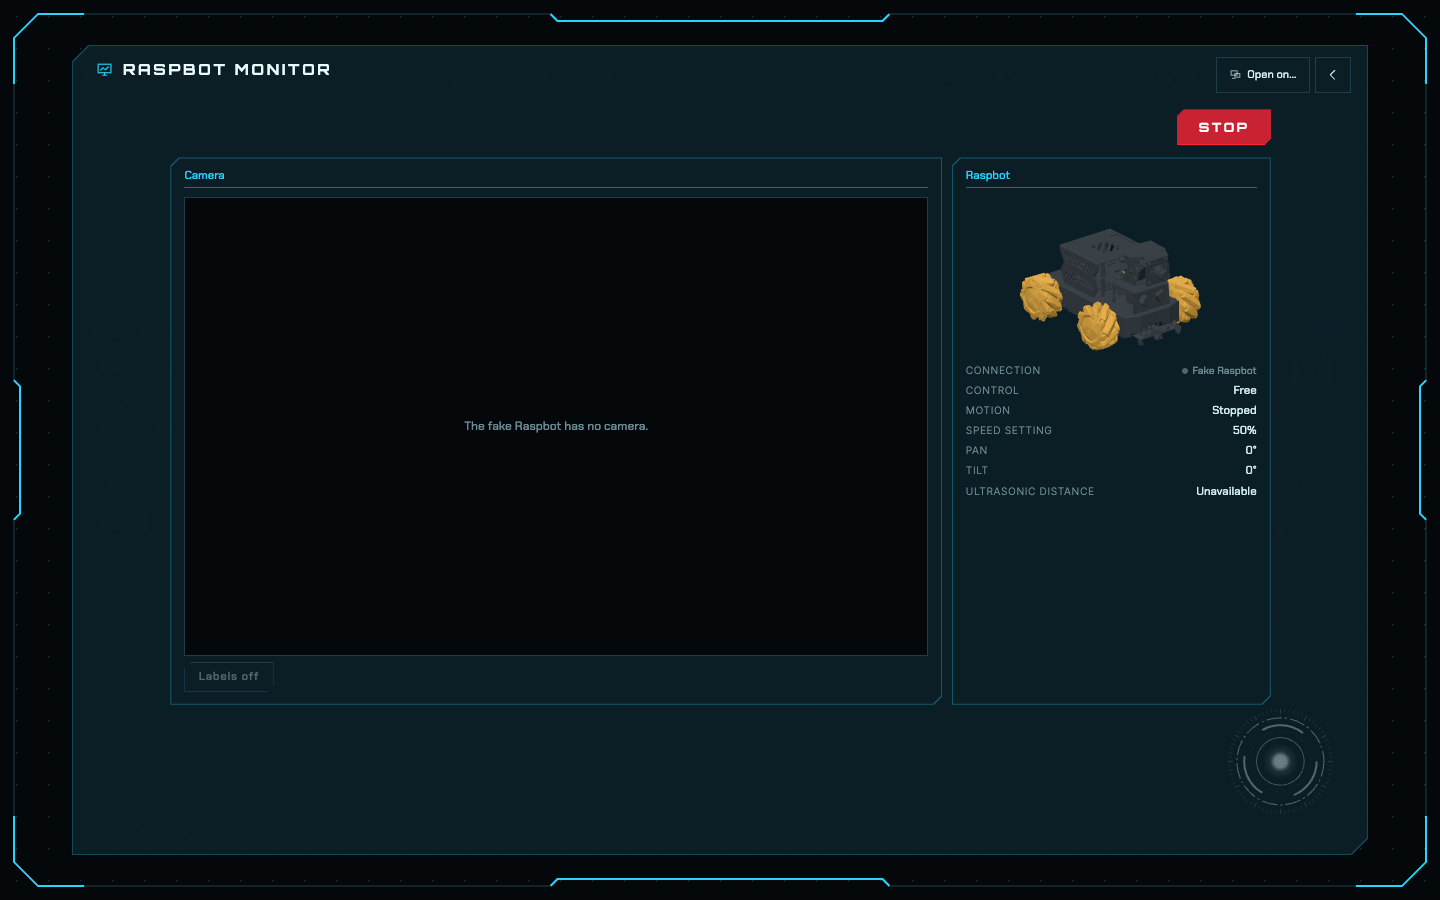 RASPBOT MONITOR
Open on...
STOP
Camera
The fake Raspbot has no camera.
Labels off
Raspbot
CONNECTION Fake Raspbot
CONTROL Free
MOTION Stopped
SPEED SETTING 50%
PAN 0°
TILT 0°
ULTRASONIC DISTANCE Unavailable